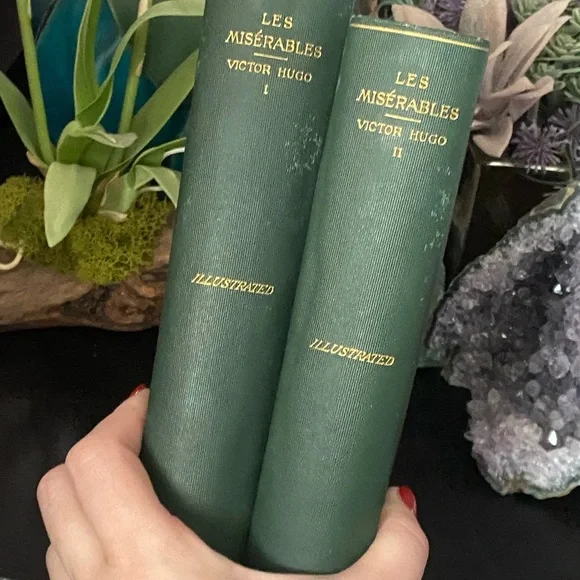 LES
MISÉRABLES
VICTOR HUGO
I
ILLUSTRATED
LES
MISÉRABLES
VICTOR HUGO
II
ILLUSTRATED